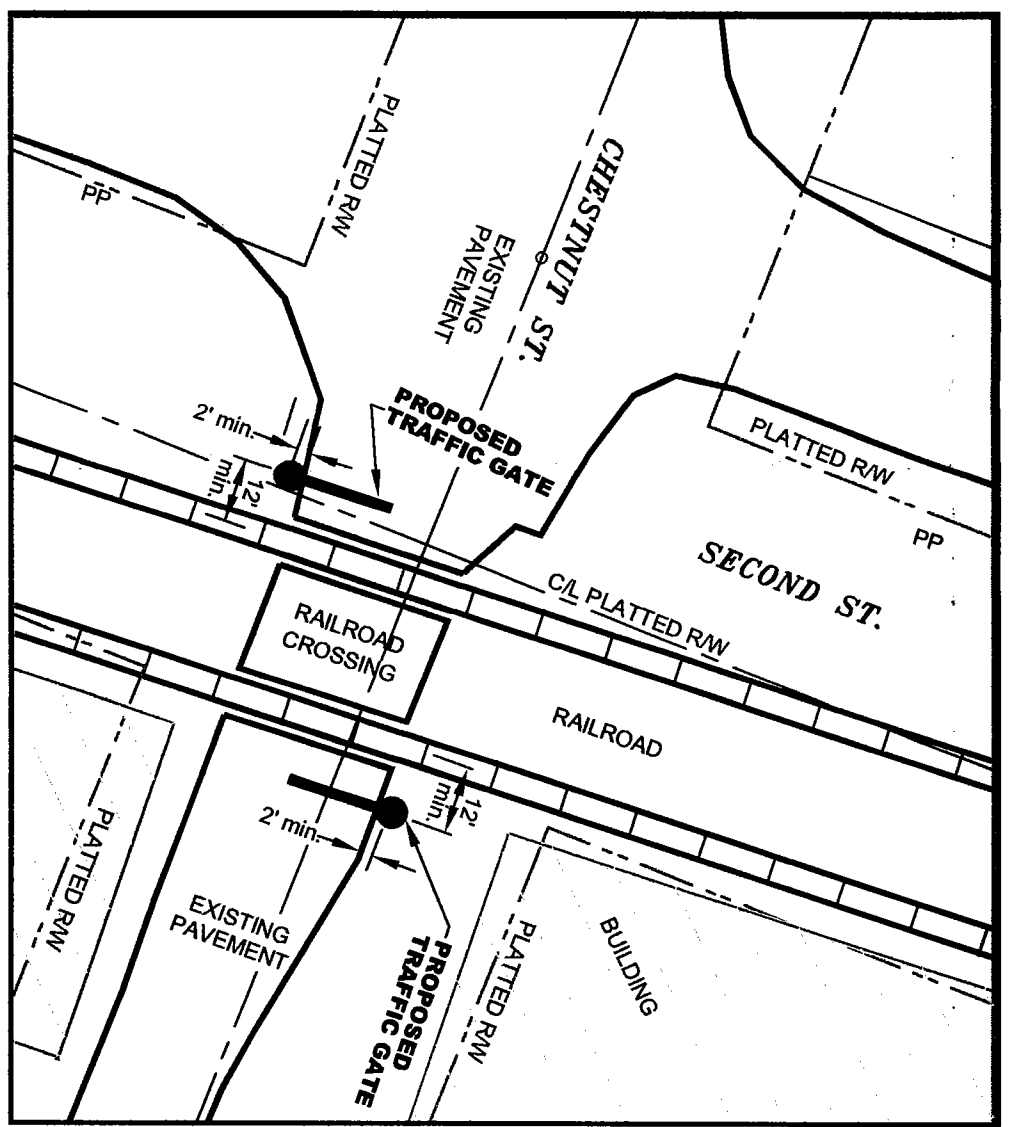 PLATTED R/W
PP
CHESTNUT ST.
EXISTING
PAVEMENT
PROPOSED
TRAFFIC GATE
2' min.
12'
min.
PLATTED R/W
PP
SECOND ST.
C/L PLATTED R/W
RAILROAD
CROSSING
RAILROAD
12'
min.
2' min.
PLATTED R/W
EXISTING
PAVEMENT
PROPOSED
TRAFFIC GATE
PLATTED R/W
BUILDING